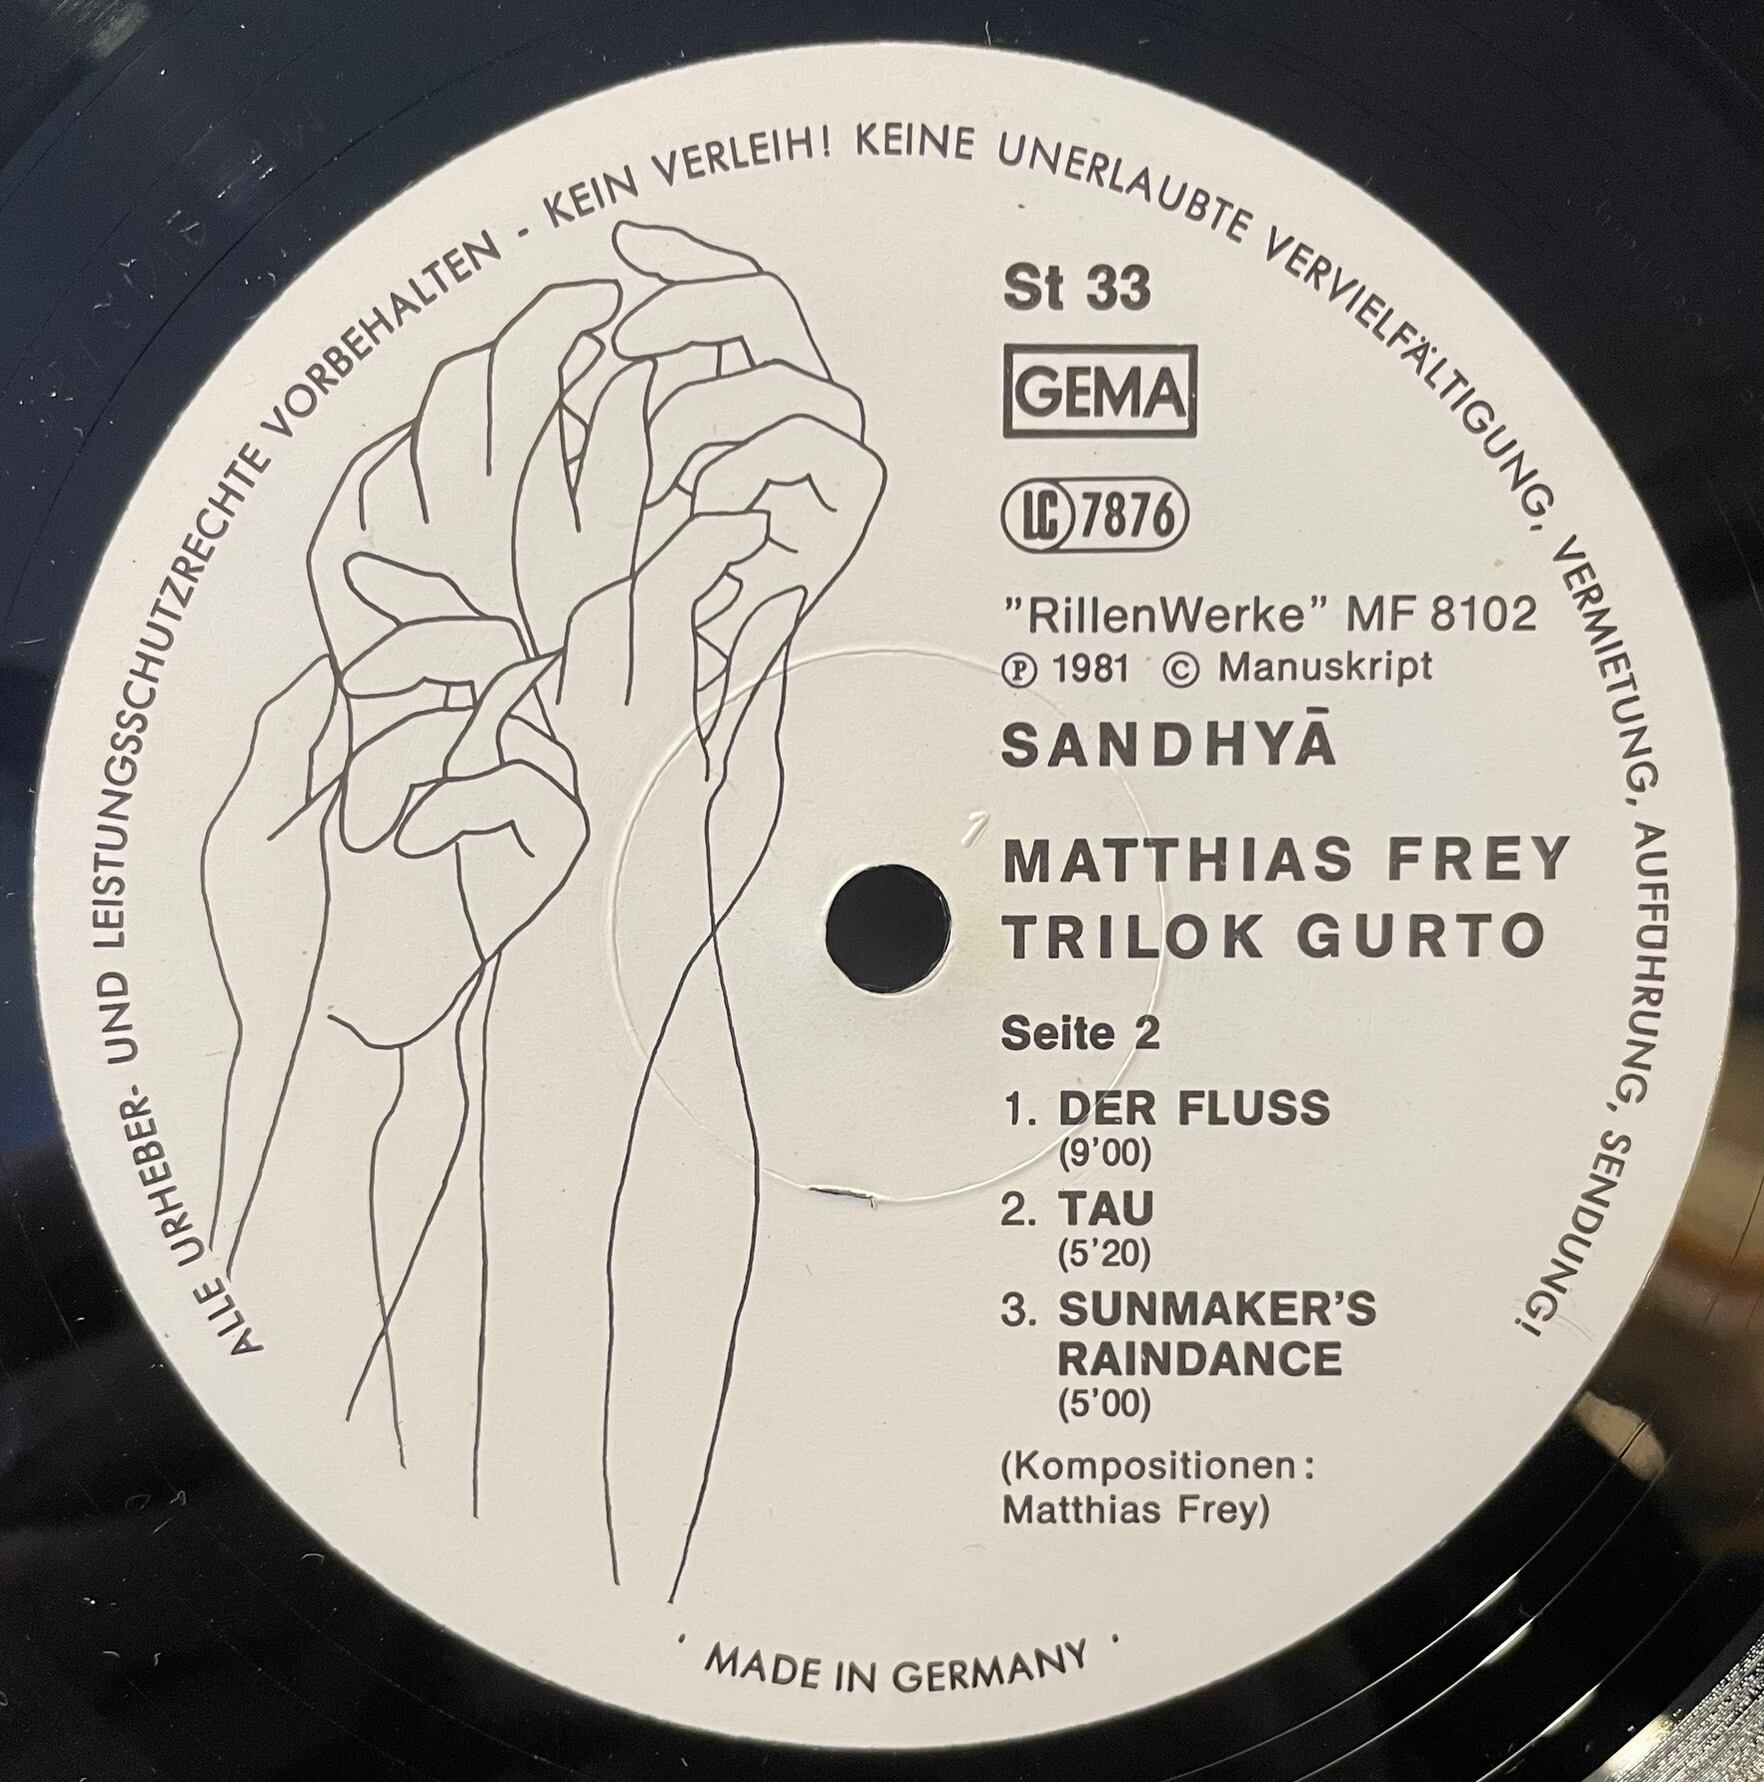 ALLE URHEBER- UND LEISTUNGSSCHUTZRECHTE VORBEHALTEN - KEIN VERLEIH! KEINE UNERLAUBTE VERVIELFÄLTIGUNG, VERMIETUNG, AUFFÜHRUNG, SENDUNG!
St 33
GEMA
LC 7876
"RillenWerke" MF 8102
℗ 1981 © Manuskript
SANDHYĀ
MATTHIAS FREY
TRILOK GURTO
Seite 2
1. DER FLUSS
(9'00)
2. TAU
(5'20)
3. SUNMAKER'S
RAINDANCE
(5'00)
(Kompositionen:
Matthias Frey)
· MADE IN GERMANY ·